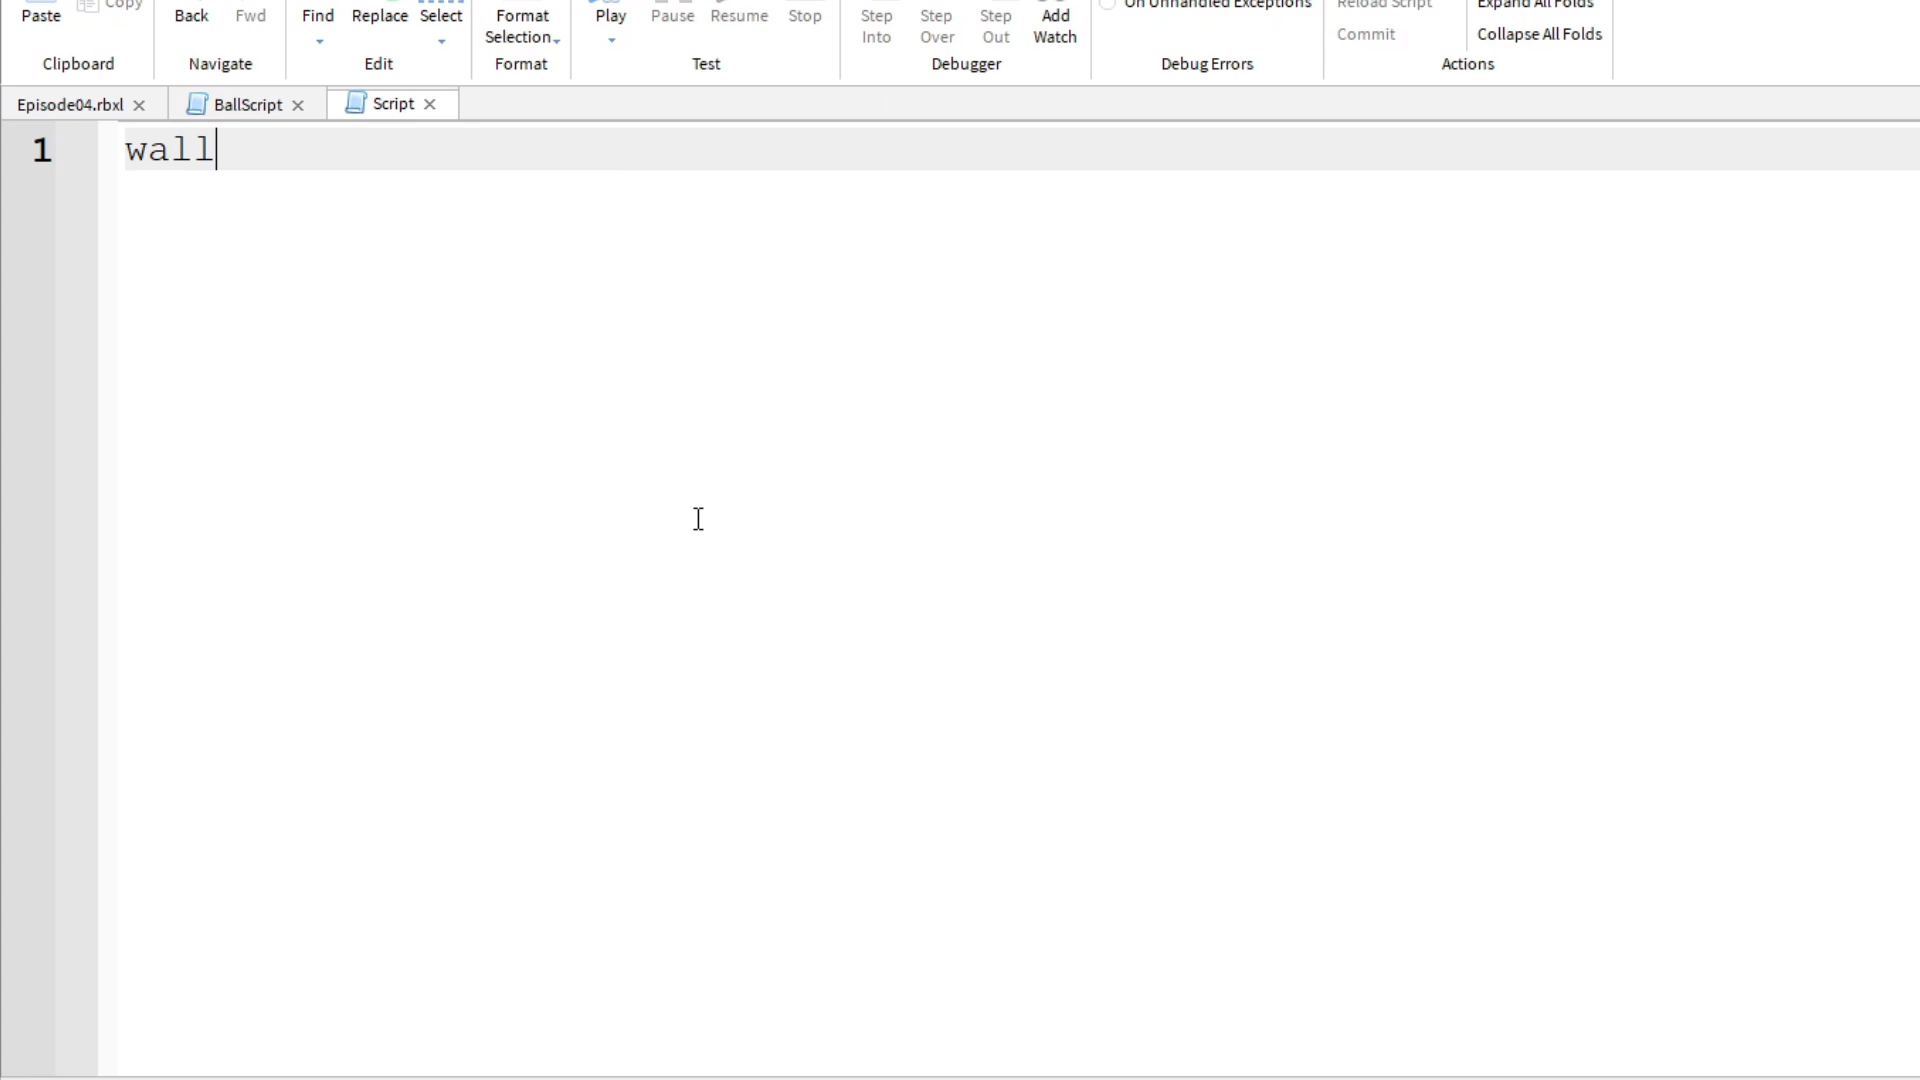 Paste
Copy
Back
Fwd
Find
Replace
Select
Format
Selection
Play
Pause
Resume
Stop
Step
Into
Step
Over
Step
Out
Add
Watch
On Unhandled Exceptions
Reload Script
Commit
Expand All Folds
Collapse All Folds
Clipboard
Navigate
Edit
Format
Test
Debugger
Debug Errors
Actions
Episode04.rbxl
BallScript
Script
1 wall